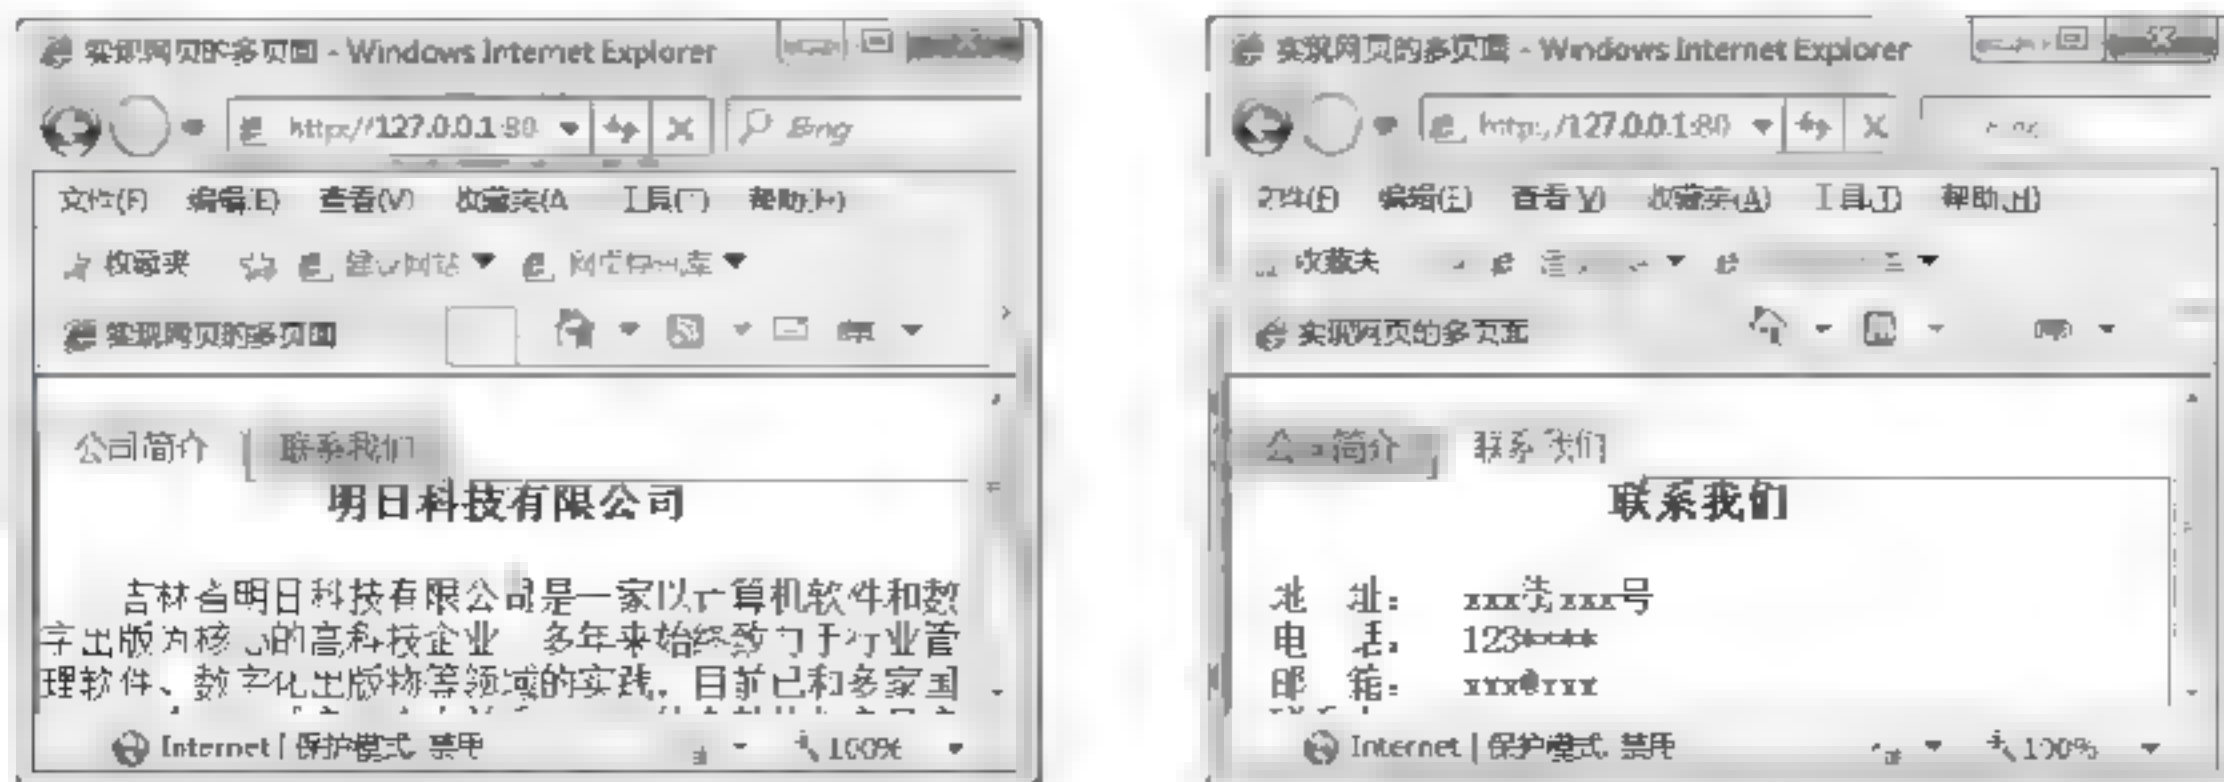 实现网页的多页面 - Windows Internet Explorer
http://127.0.0.1:80
Bing
文件(F) 编辑(E) 查看(V) 收藏夹(A 工具(T) 帮助(H)
收藏夹 建议网站
实现网页的多页面
公司简介 联系我们
明日科技有限公司
吉林省明日科技有限公司是一家以计算机软件和数
字出版为核心的高科技企业 多年来始终致力于行业管
理软件、数字化出版物等领域的实践。目前已和多家国
Internet | 保护模式: 禁用
100%
实现网页的多页面 - Windows Internet Explorer
http://127.0.0.1:80
文件(F) 编辑(E) 查看(V) 收藏夹(A) 工具(T) 帮助(H)
收藏夹
实现网页的多页面
公司简介 联系我们
联系我们
地 址: xxx街xxx号
电 话: 123****
邮 箱: xxx@xxx
Internet | 保护模式: 禁用
100%